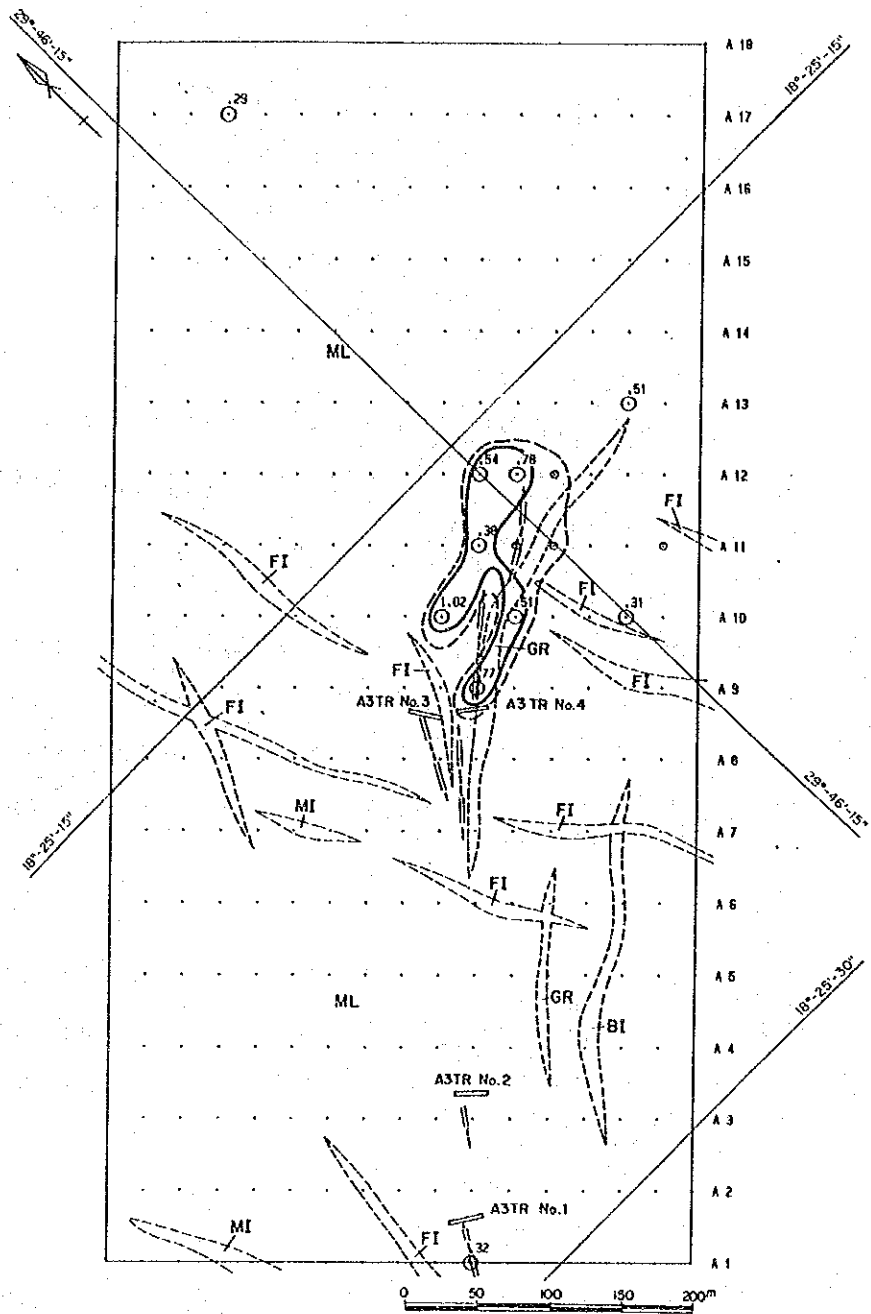 29°-46'-15"
A 18
18°-25'-15"
.29
A 17
A 16
A 15
A 14
ML
.51
A 13
.54
.78
A 12
.38
FI
A 11
FI
FI
1.02
.51
.31
A 10
GR
FI
.77
FI
A 9
FI
A3TR No.3
A3TR No.4
A 8
29°-46'-15"
MI
FI
A 7
18°-25'-15"
FI
A 6
A 5
ML
GR
BI
18°-25'-30"
A 4
A3TR No.2
A 3
A 2
A3TR No.1
MI
FI
.32
A 1
0 50 100 150 200m